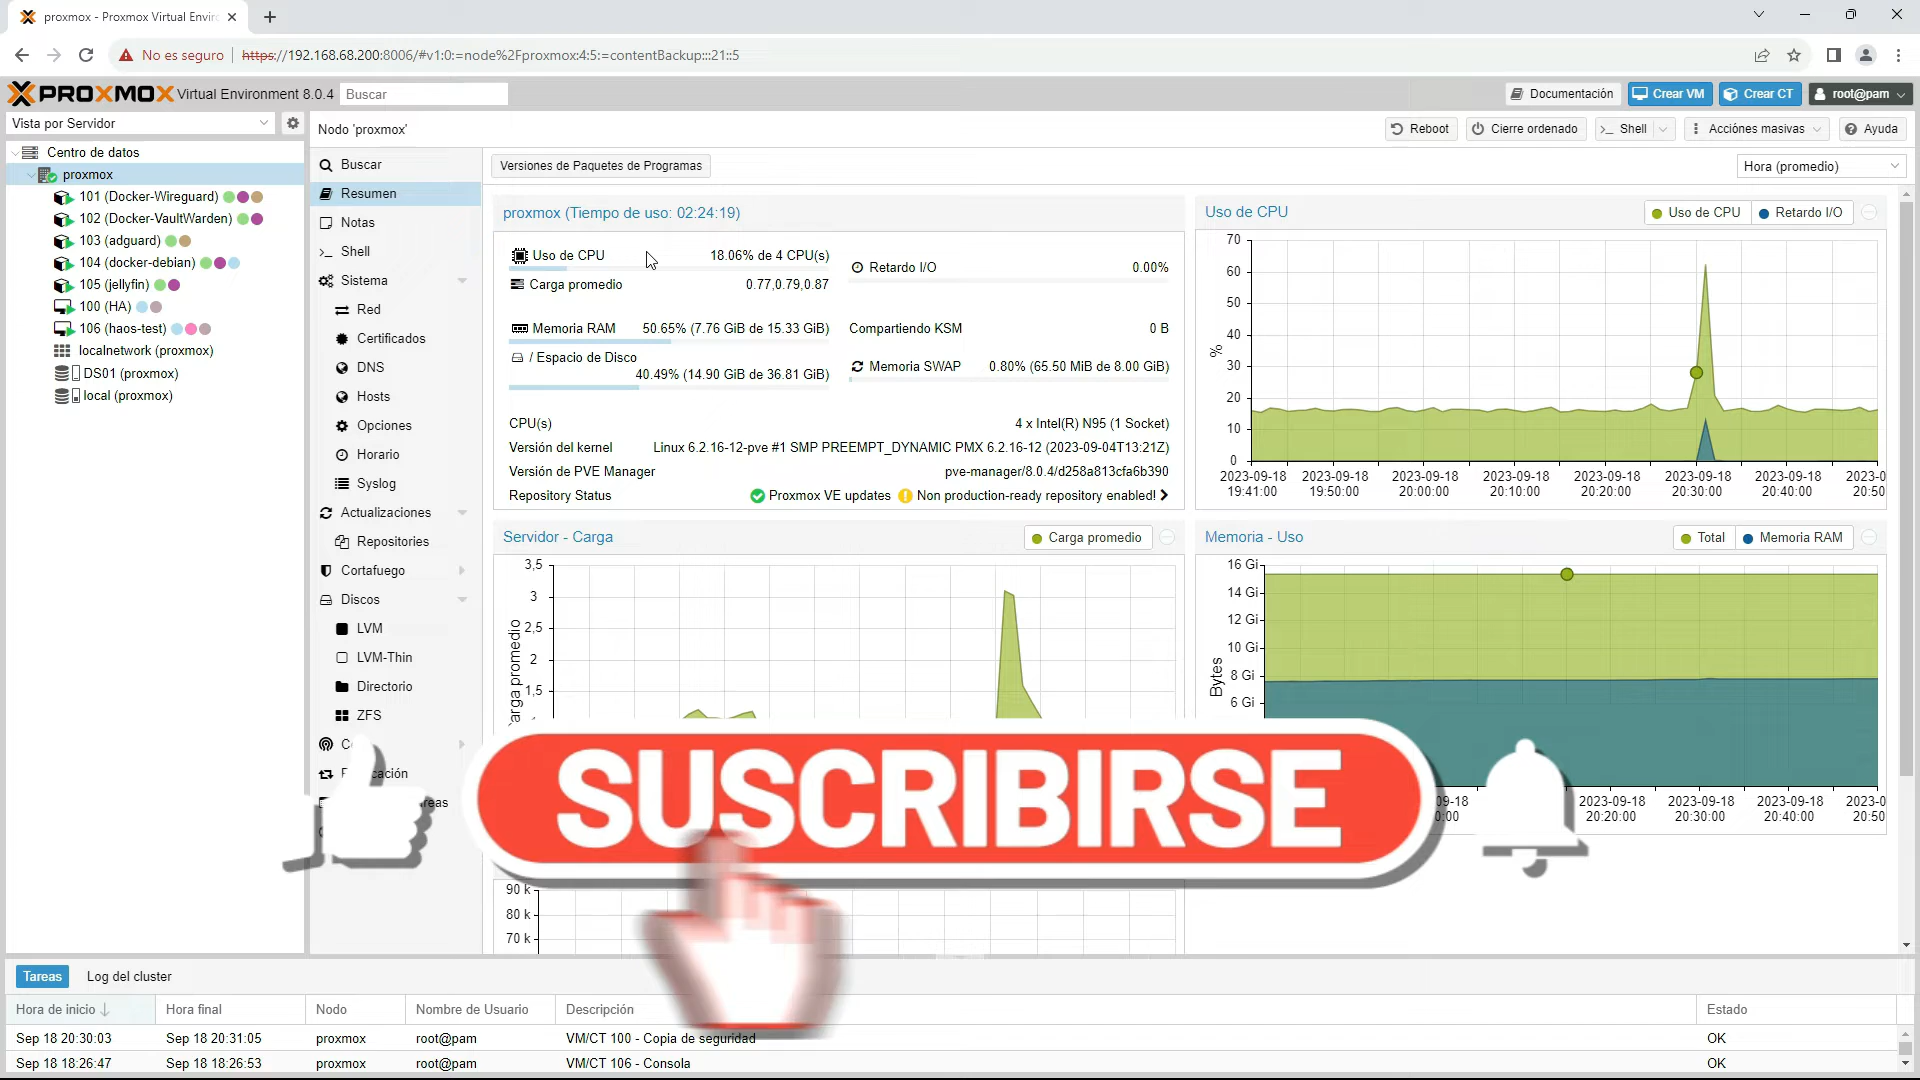 proxmox - Proxmox Virtual Enviro
No es seguro https://192.168.68.200:8006/#v1:0:=node%2Fproxmox:4:5:=contentBackup:::21::5
PROXMOX Virtual Environment 8.0.4 Buscar Documentación Crear VM Crear CT root@pam
Vista por Servidor Nodo 'proxmox' Reboot Cierre ordenado Shell Acciónes masivas Ayuda
Centro de datos
proxmox
101 (Docker-Wireguard)
102 (Docker-VaultWarden)
103 (adguard)
104 (docker-debian)
105 (jellyfin)
100 (HA)
106 (haos-test)
localnetwork (proxmox)
DS01 (proxmox)
local (proxmox)
Buscar
Resumen
Notas
Shell
Sistema
Red
Certificados
DNS
Hosts
Opciones
Horario
Syslog
Actualizaciones
Repositories
Cortafuego
Discos
LVM
LVM-Thin
Directorio
ZFS
Versiones de Paquetes de Programas Hora (promedio)
proxmox (Tiempo de uso: 02:24:19)
Uso de CPU 18.06% de 4 CPU(s)
Retardo I/O 0.00%
Carga promedio 0.77,0.79,0.87
Memoria RAM 50.65% (7.76 GiB de 15.33 GiB) Compartiendo KSM 0 B
/ Espacio de Disco
40.49% (14.90 GiB de 36.81 GiB)
Memoria SWAP 0.80% (65.50 MiB de 8.00 GiB)
CPU(s) 4 x Intel(R) N95 (1 Socket)
Versión del kernel Linux 6.2.16-12-pve #1 SMP PREEMPT_DYNAMIC PMX 6.2.16-12 (2023-09-04T13:21Z)
Versión de PVE Manager pve-manager/8.0.4/d258a813cfa6b390
Repository Status Proxmox VE updates Non production-ready repository enabled!
Uso de CPU Uso de CPU Retardo I/O
70
60
50
40
30
20
10
0
%
2023-09-18 2023-09-18 2023-09-18 2023-09-18 2023-09-18 2023-09-18 2023-09-18 2023-0
19:41:00 19:50:00 20:00:00 20:10:00 20:20:00 20:30:00 20:40:00 20:50
Servidor - Carga Carga promedio
3,5
3
2,5
2
1,5
arga promedio
Memoria - Uso Total Memoria RAM
16 Gi
14 Gi
12 Gi
10 Gi
8 Gi
6 Gi
Bytes
09-18 2023-09-18 2023-09-18 2023-09-18 2023-0
0:00 20:20:00 20:30:00 20:40:00 20:50
SUSCRIBIRSE
90 k
80 k
70 k
Tareas Log del cluster
Hora de inicio Hora final Nodo Nombre de Usuario Descripción Estado
Sep 18 20:30:03 Sep 18 20:31:05 proxmox root@pam VM/CT 100 - Copia de seguridad OK
Sep 18 18:26:47 Sep 18 18:26:53 proxmox root@pam VM/CT 106 - Consola OK